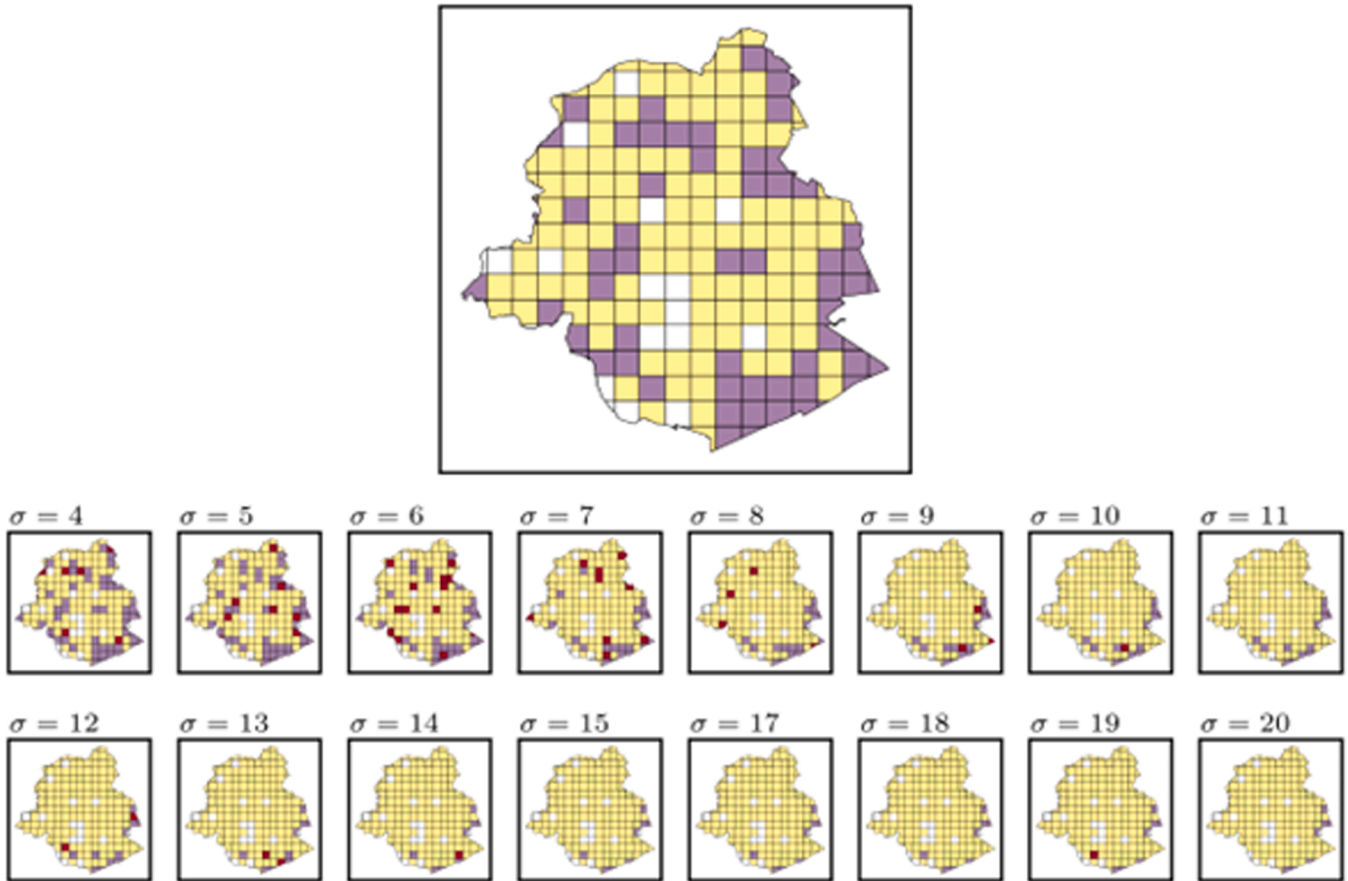 σ = 4 σ = 5 σ = 6 σ = 7 σ = 8 σ = 9 σ = 10 σ = 11
σ = 12 σ = 13 σ = 14 σ = 15 σ = 17 σ = 18 σ = 19 σ = 20